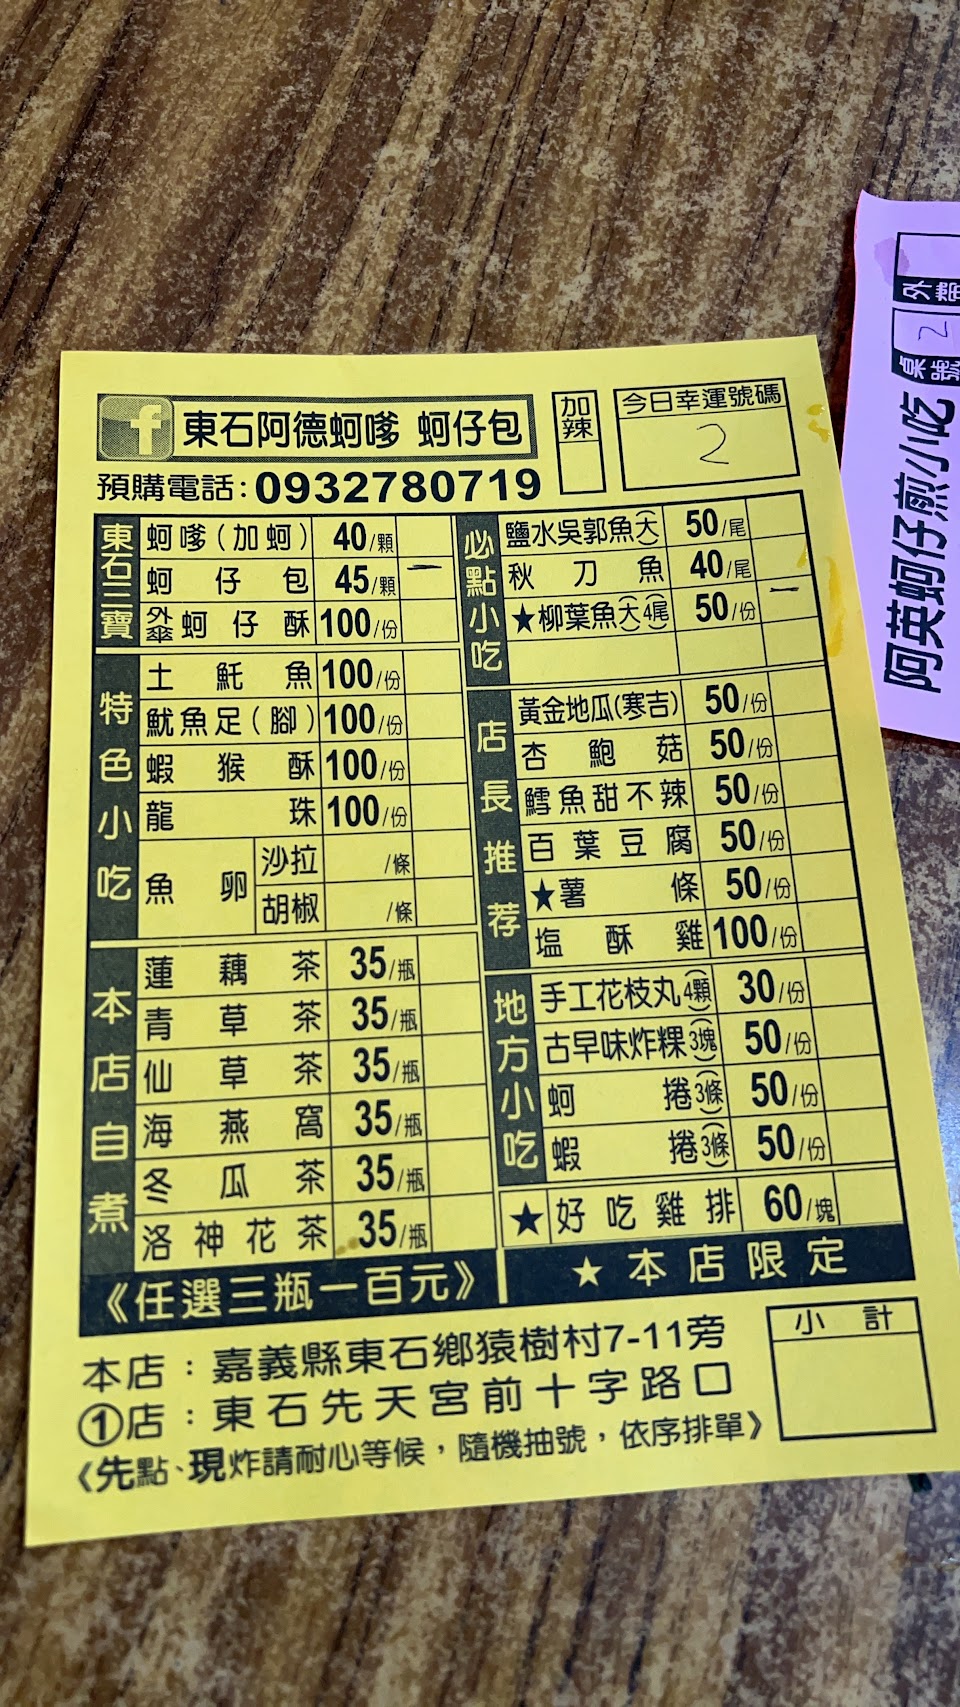 東石阿德蚵嗲 蚵仔包
加辣
今日幸運號碼
2
預購電話:0932780719
東石三寶
蚵嗲(加蚵) 40/顆
蚵仔包 45/顆 一
外傘蚵仔酥 100/份
特色小吃
土魠魚 100/份
魷魚足(腳) 100/份
蝦猴酥 100/份
龍珠 100/份
魚卵 沙拉 /條
胡椒 /條
本店自煮
蓮藕茶 35/瓶
青草茶 35/瓶
仙草茶 35/瓶
海燕窩 35/瓶
冬瓜茶 35/瓶
洛神花茶 35/瓶
《任選三瓶一百元》
必點小吃
鹽水吳郭魚(大) 50/尾
秋刀魚 40/尾
★柳葉魚(大)(4尾) 50/份 一
店長推荐
黃金地瓜(寒吉) 50/份
杏鮑菇 50/份
鱈魚甜不辣 50/份
百葉豆腐 50/份
★薯條 50/份
塩酥雞 100/份
地方小吃
手工花枝丸(4顆) 30/份
古早味炸粿(3塊) 50/份
蚵捲(3條) 50/份
蝦捲(3條) 50/份
★好吃雞排 60/塊
★本店限定
本店:嘉義縣東石鄉猿樹村7-11旁
①店:東石先天宮前十字路口
《先點、現炸請耐心等候,隨機抽號,依序排單》
小計
阿英蚵仔煎小吃
桌號 2
外帶